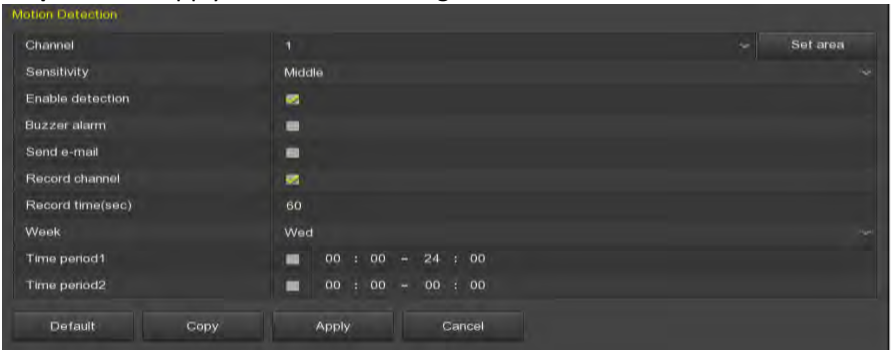 Motion Detection
Channel 1 Set area
Sensitivity Middle
Enable detection
Buzzer alarm
Send e-mail
Record channel
Record time(sec) 60
Week Wed
Time period1 00 : 00 - 24 : 00
Time period2 00 : 00 - 00 : 00
Default Copy Apply Cancel